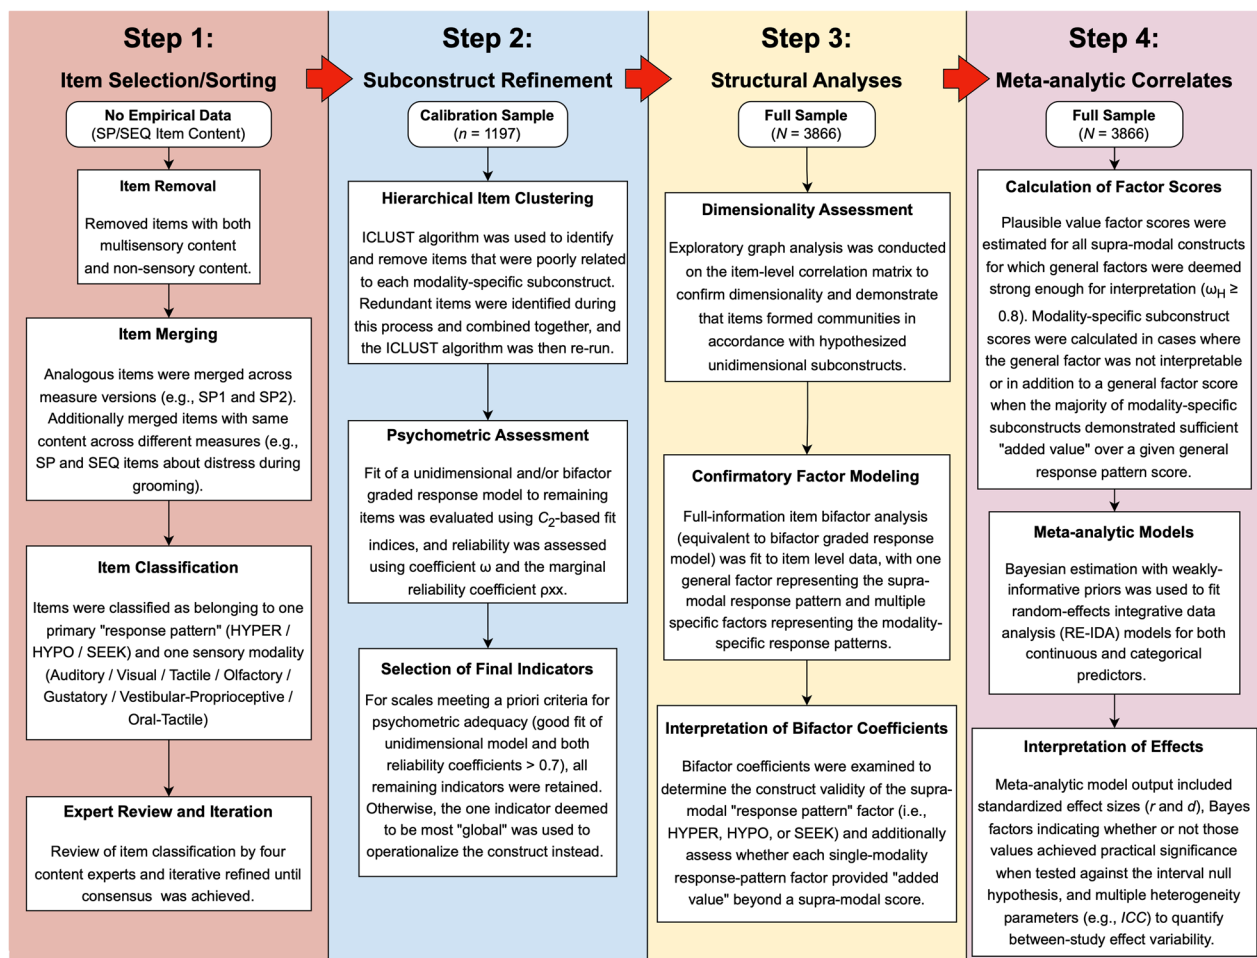 Step 1:
Item Selection/Sorting
No Empirical Data
(SP/SEQ Item Content)
Item Removal
Removed items with both
multisensory content
and non-sensory content.
Item Merging
Analogous items were merged across
measure versions (e.g., SP1 and SP2).
Additionally merged items with same
content across different measures (e.g.,
SP and SEQ items about distress during
grooming).
Item Classification
Items were classified as belonging to one
primary "response pattern" (HYPER /
HYPO / SEEK) and one sensory modality
(Auditory / Visual / Tactile / Olfactory /
Gustatory / Vestibular-Proprioceptive /
Oral-Tactile)
Expert Review and Iteration
Review of item classification by four
content experts and iterative refined until
consensus was achieved.
Step 2:
Subconstruct Refinement
Calibration Sample
(n = 1197)
Hierarchical Item Clustering
ICLUST algorithm was used to identify
and remove items that were poorly related
to each modality-specific subconstruct.
Redundant items were identified during
this process and combined together, and
the ICLUST algorithm was then re-run.
Psychometric Assessment
Fit of a unidimensional and/or bifactor
graded response model to remaining
items was evaluated using C2-based fit
indices, and reliability was assessed
using coefficient ω and the marginal
reliability coefficient ρxx.
Selection of Final Indicators
For scales meeting a priori criteria for
psychometric adequacy (good fit of
unidimensional model and both
reliability coefficients > 0.7), all
remaining indicators were retained.
Otherwise, the one indicator deemed
to be most "global" was used to
operationalize the construct instead.
Step 3:
Structural Analyses
Full Sample
(N = 3866)
Dimensionality Assessment
Exploratory graph analysis was conducted
on the item-level correlation matrix to
confirm dimensionality and demonstrate
that items formed communities in
accordance with hypothesized
unidimensional subconstructs.
Confirmatory Factor Modeling
Full-information item bifactor analysis
(equivalent to bifactor graded response
model) was fit to item level data, with one
general factor representing the supra-
modal response pattern and multiple
specific factors representing the modality-
specific response patterns.
Interpretation of Bifactor Coefficients
Bifactor coefficients were examined to
determine the construct validity of the supra-
modal "response pattern" factor (i.e.,
HYPER, HYPO, or SEEK) and additionally
assess whether each single-modality
response-pattern factor provided "added
value" beyond a supra-modal score.
Step 4:
Meta-analytic Correlates
Full Sample
(N = 3866)
Calculation of Factor Scores
Plausible value factor scores were
estimated for all supra-modal constructs
for which general factors were deemed
strong enough for interpretation (ωH ≥
0.8). Modality-specific subconstruct
scores were calculated in cases where
the general factor was not interpretable
or in addition to a general factor score
when the majority of modality-specific
subconstructs demonstrated sufficient
"added value" over a given general
response pattern score.
Meta-analytic Models
Bayesian estimation with weakly-
informative priors was used to fit
random-effects integrative data
analysis (RE-IDA) models for both
continuous and categorical
predictors.
Interpretation of Effects
Meta-analytic model output included
standardized effect sizes (r and d), Bayes
factors indicating whether or not those
values achieved practical significance
when tested against the interval null
hypothesis, and multiple heterogeneity
parameters (e.g., ICC) to quantify
between-study effect variability.